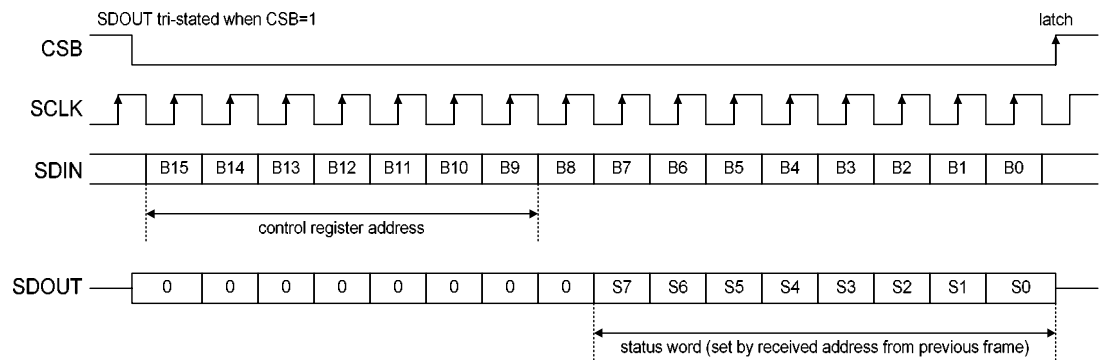 SDOUT tri-stated when CSB=1
latch
CSB
SCLK
SDIN B15 B14 B13 B12 B11 B10 B9 B8 B7 B6 B5 B4 B3 B2 B1 B0
control register address
SDOUT 0 0 0 0 0 0 0 0 S7 S6 S5 S4 S3 S2 S1 S0
status word (set by received address from previous frame)